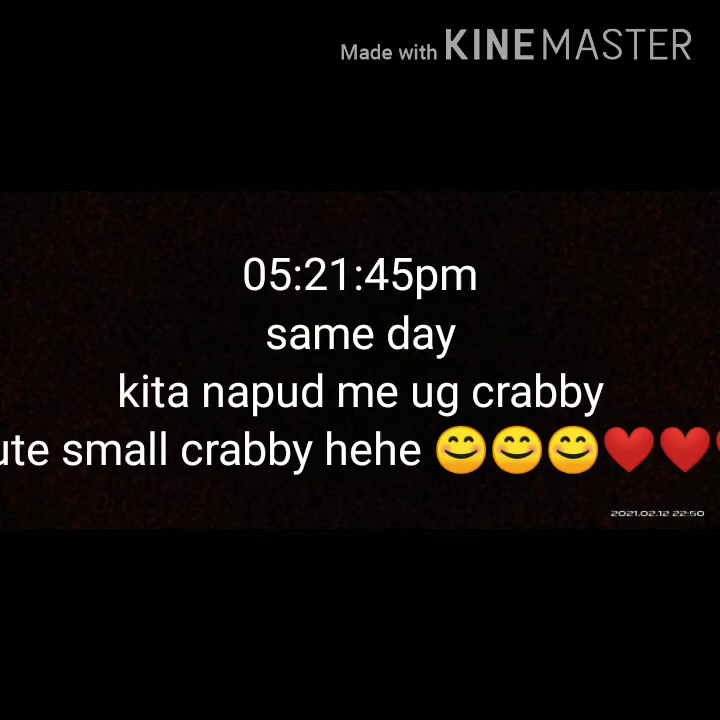 Made with KINEMASTER
05:21:45pm
same day
kita napud me ug crabby
ute small crabby hehe 😊😊😊❤️❤️
2021.02.12 22:50